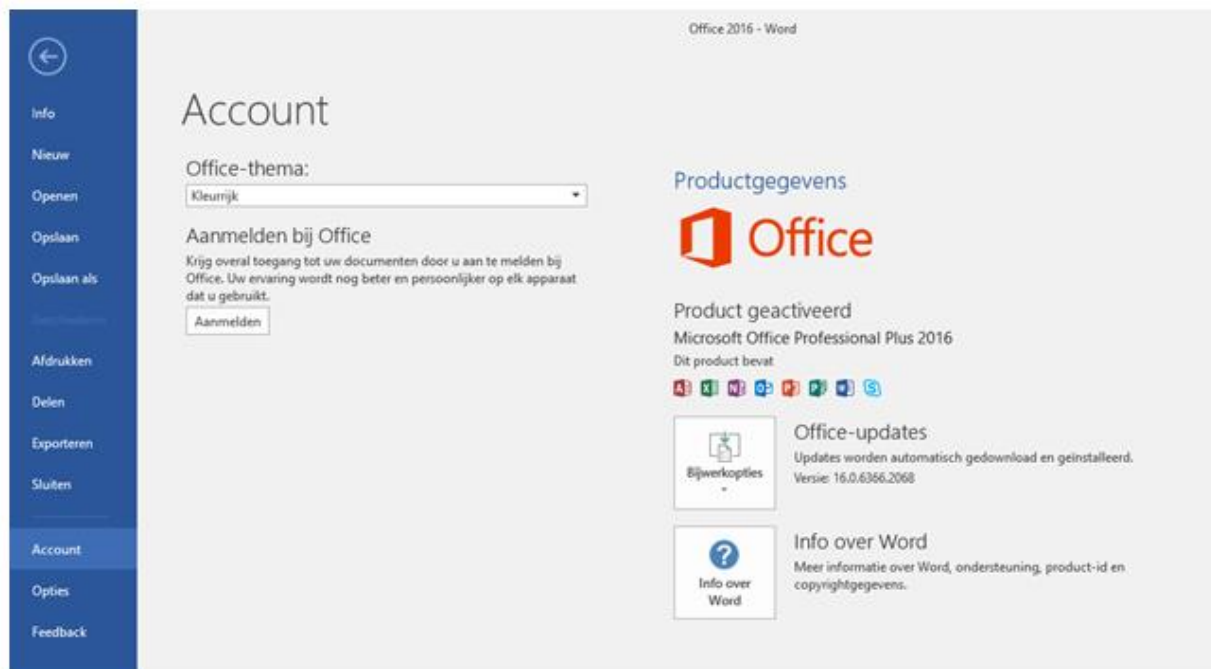 Office 2016 - Word
Info
Nieuw
Openen
Opslaan
Opslaan als
Afdrukken
Delen
Exporteren
Sluiten
Account
Opties
Feedback
Account
Office-thema:
Kleurrijk
Aanmelden bij Office
Krijg overal toegang tot uw documenten door u aan te melden bij
Office. Uw ervaring wordt nog beter en persoonlijker op elk apparaat
dat u gebruikt.
Aanmelden
Productgegevens
Office
Product geactiveerd
Microsoft Office Professional Plus 2016
Dit product bevat
Bijwerkopties
Office-updates
Updates worden automatisch gedownload en geïnstalleerd.
Versie: 16.0.6366.2068
Info over
Word
Info over Word
Meer informatie over Word, ondersteuning, product-id en
copyrightgegevens.